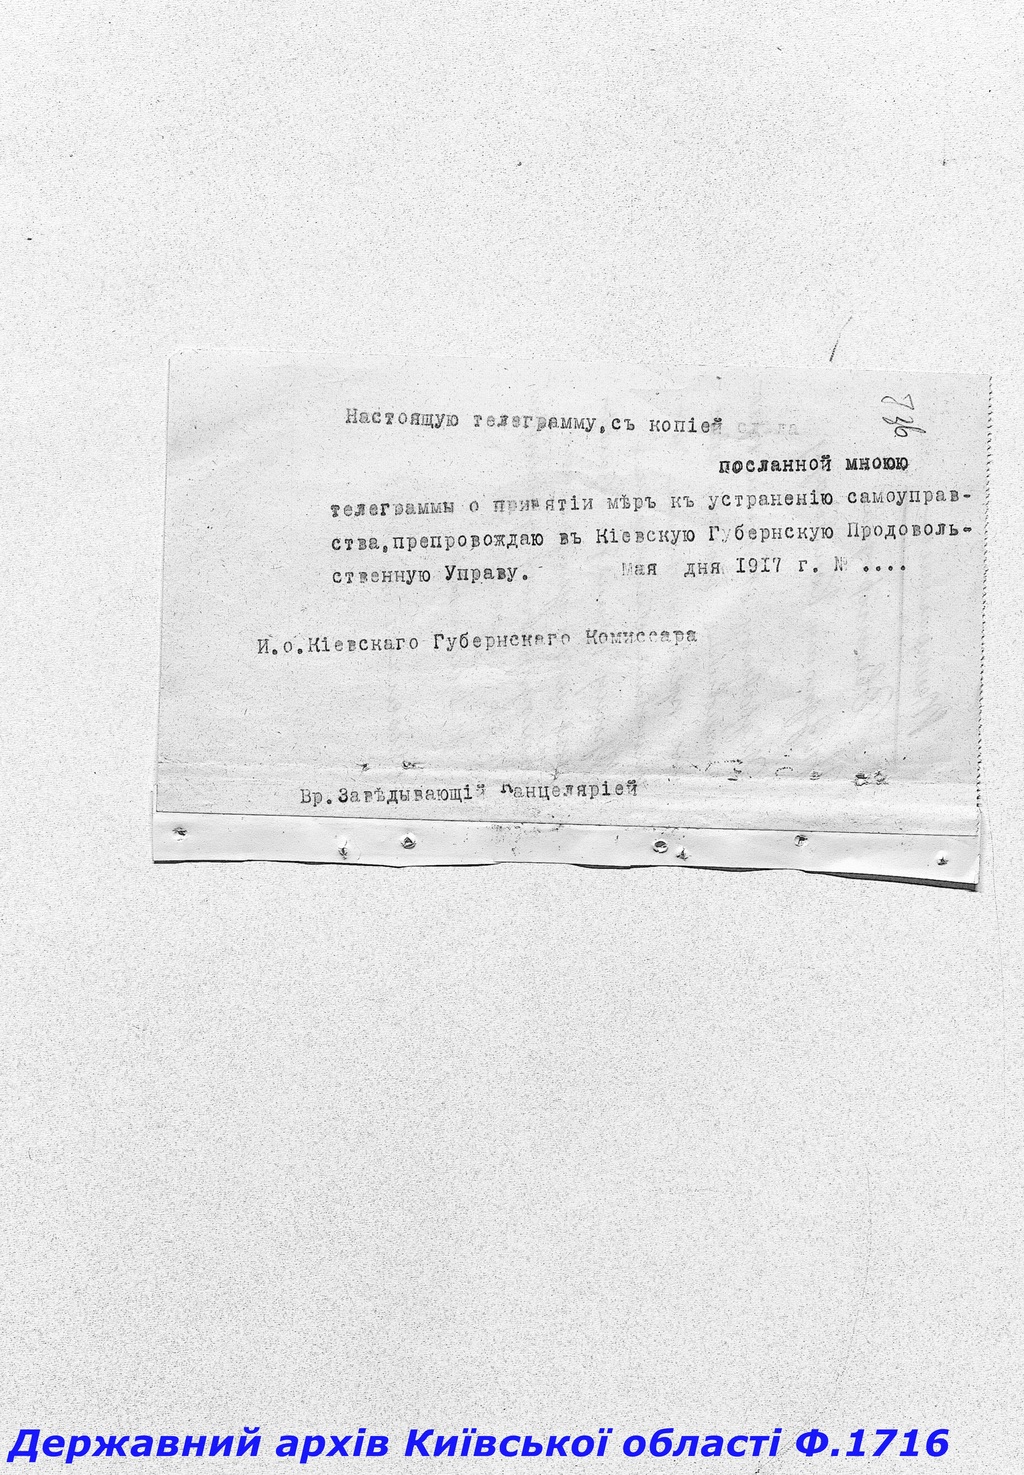 Настоящую телеграмму,съ копіей
посланной мною
телеграммы о принятіи мѣръ къ устраненію самоуправ-
ства,препровождаю въ Кіевскую Губернскую Продоволь-
ственную Управу. Мая дня 1917 г. № ....
И.о.Кіевскаго Губернскаго Комиссара
Вр.Завѣдывающій Канцеляріей
Державний архів Київської області Ф.1716